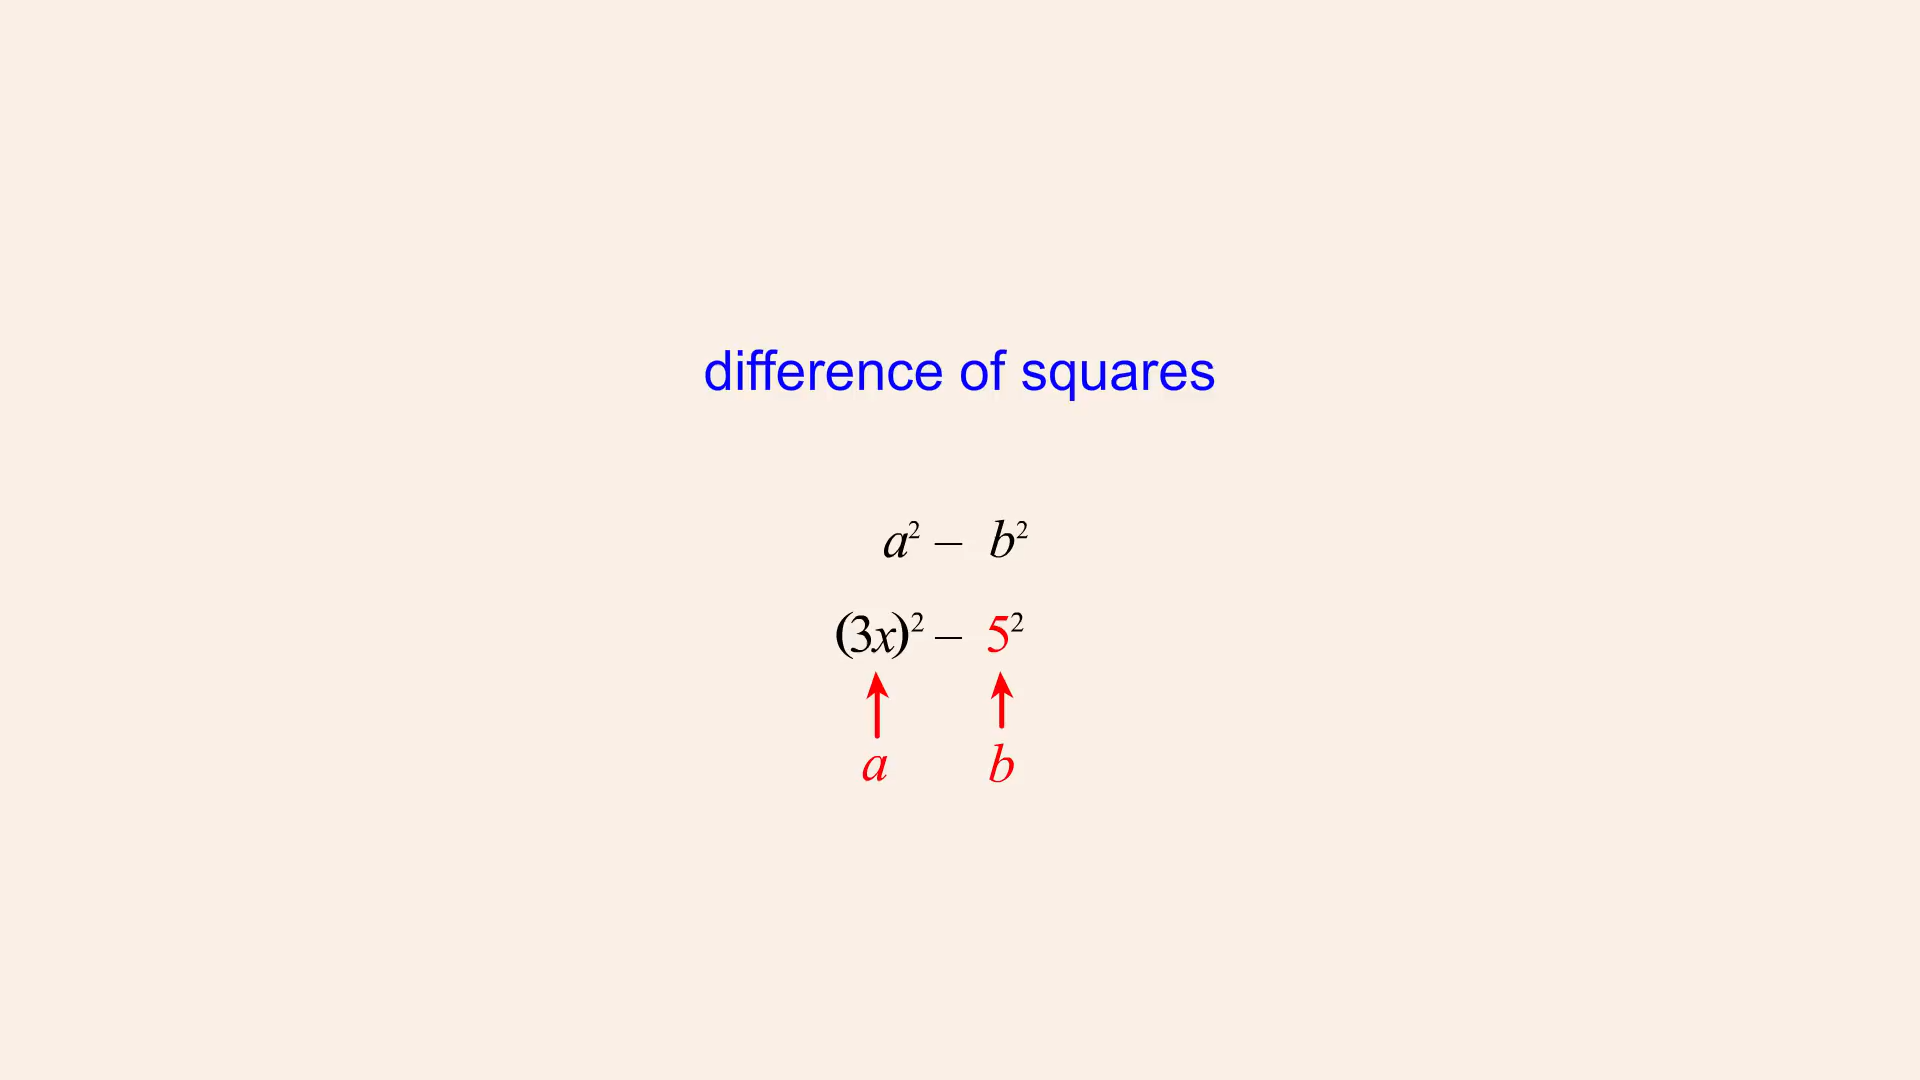 difference of squares
a² – b²
(3x)² – 5²
a b